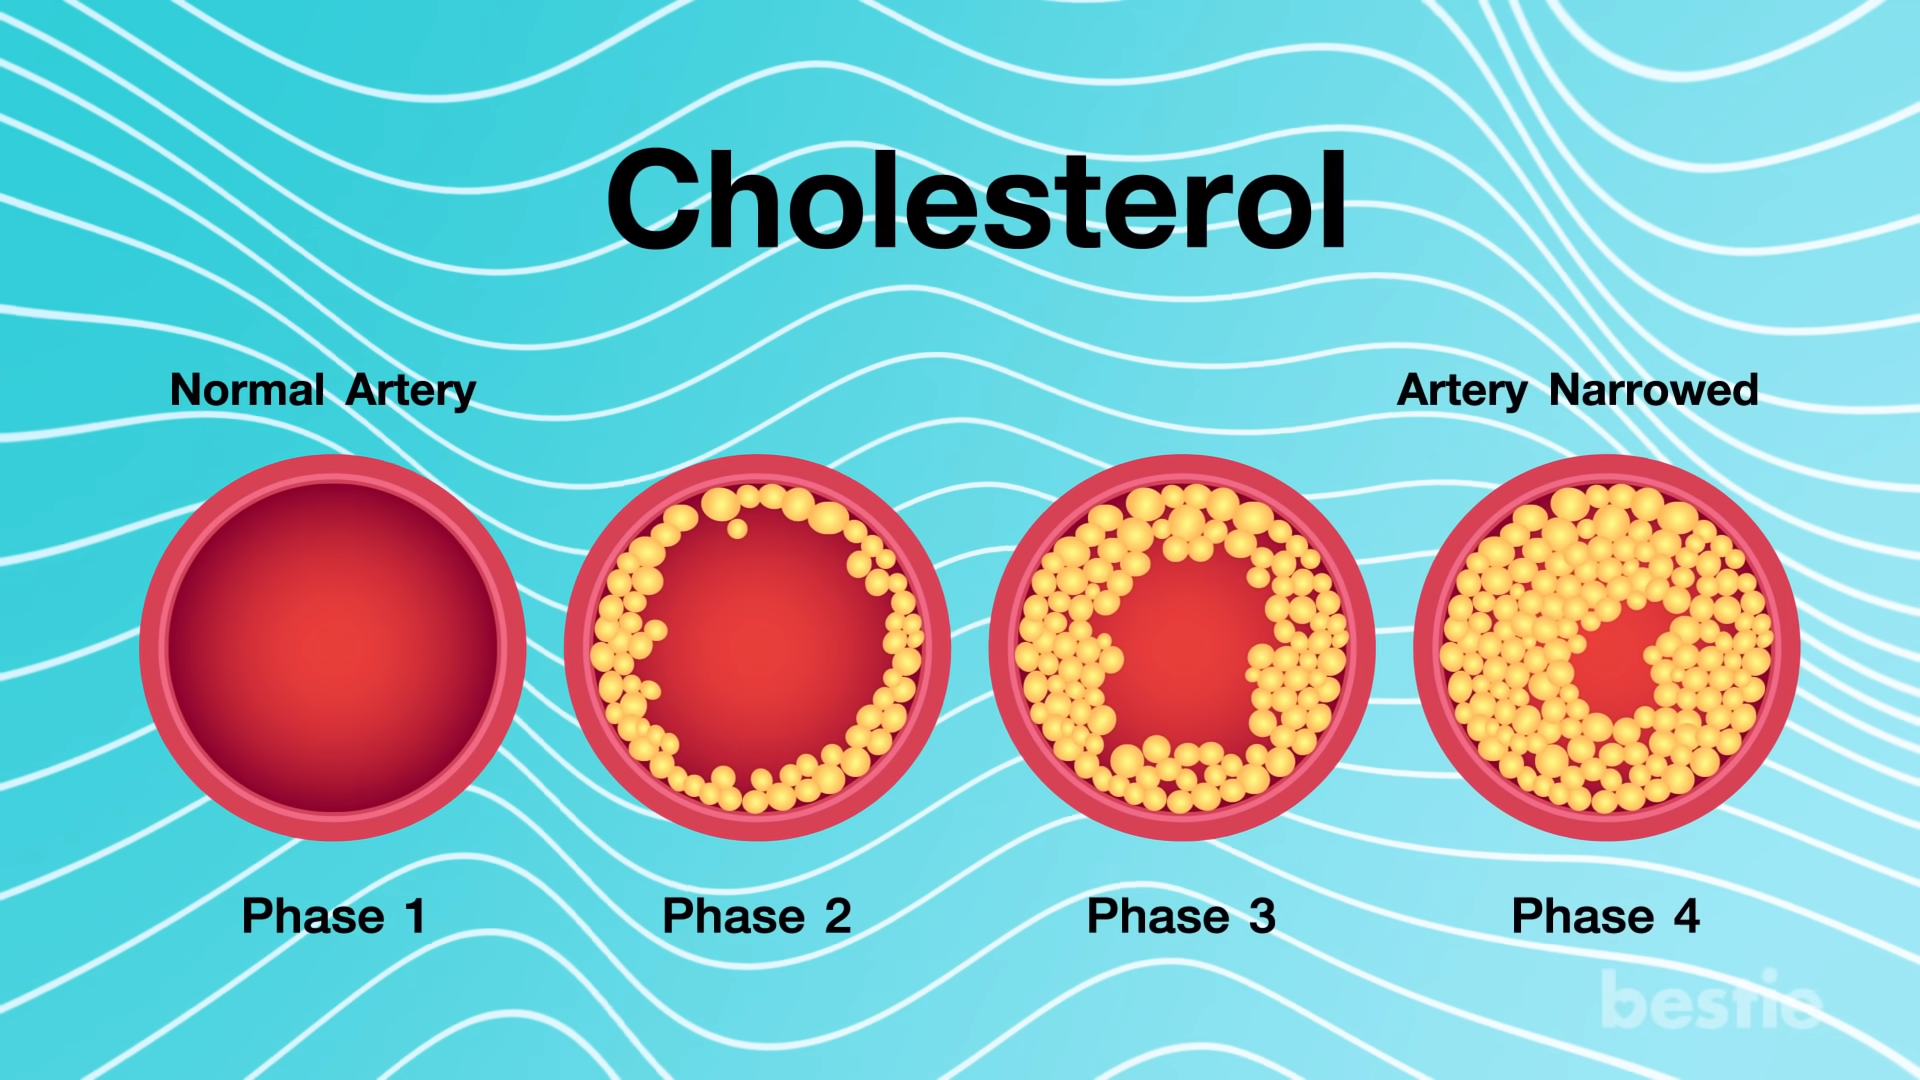 Cholesterol
Normal Artery
Artery Narrowed
Phase 1
Phase 2
Phase 3
Phase 4
bestie